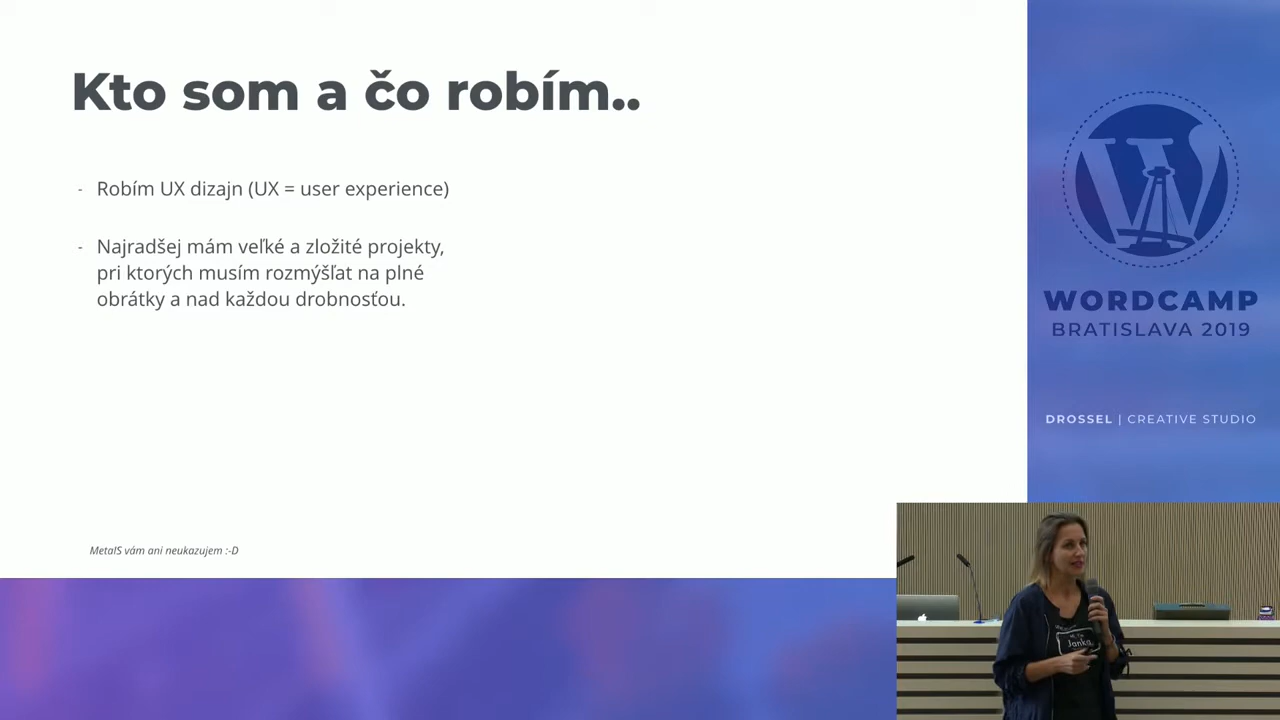 Kto som a čo robím..
- Robím UX dizajn (UX = user experience)
- Najradšej mám veľké a zložité projekty,
pri ktorých musím rozmýšľat na plné
obrátky a nad každou drobnosťou.
MetaIS vám ani neukazujem :-D
WORDCAMP
BRATISLAVA 2019
DROSSEL | CREATIVE STUDIO
Janka